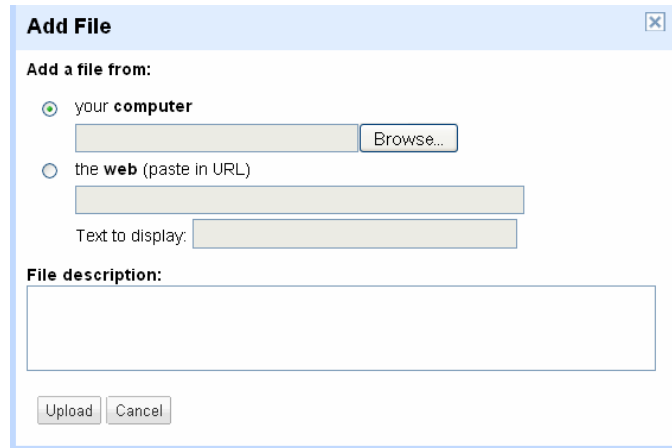 Add File
Add a file from:
your computer
Browse...
the web (paste in URL)
Text to display:
File description:
Upload Cancel